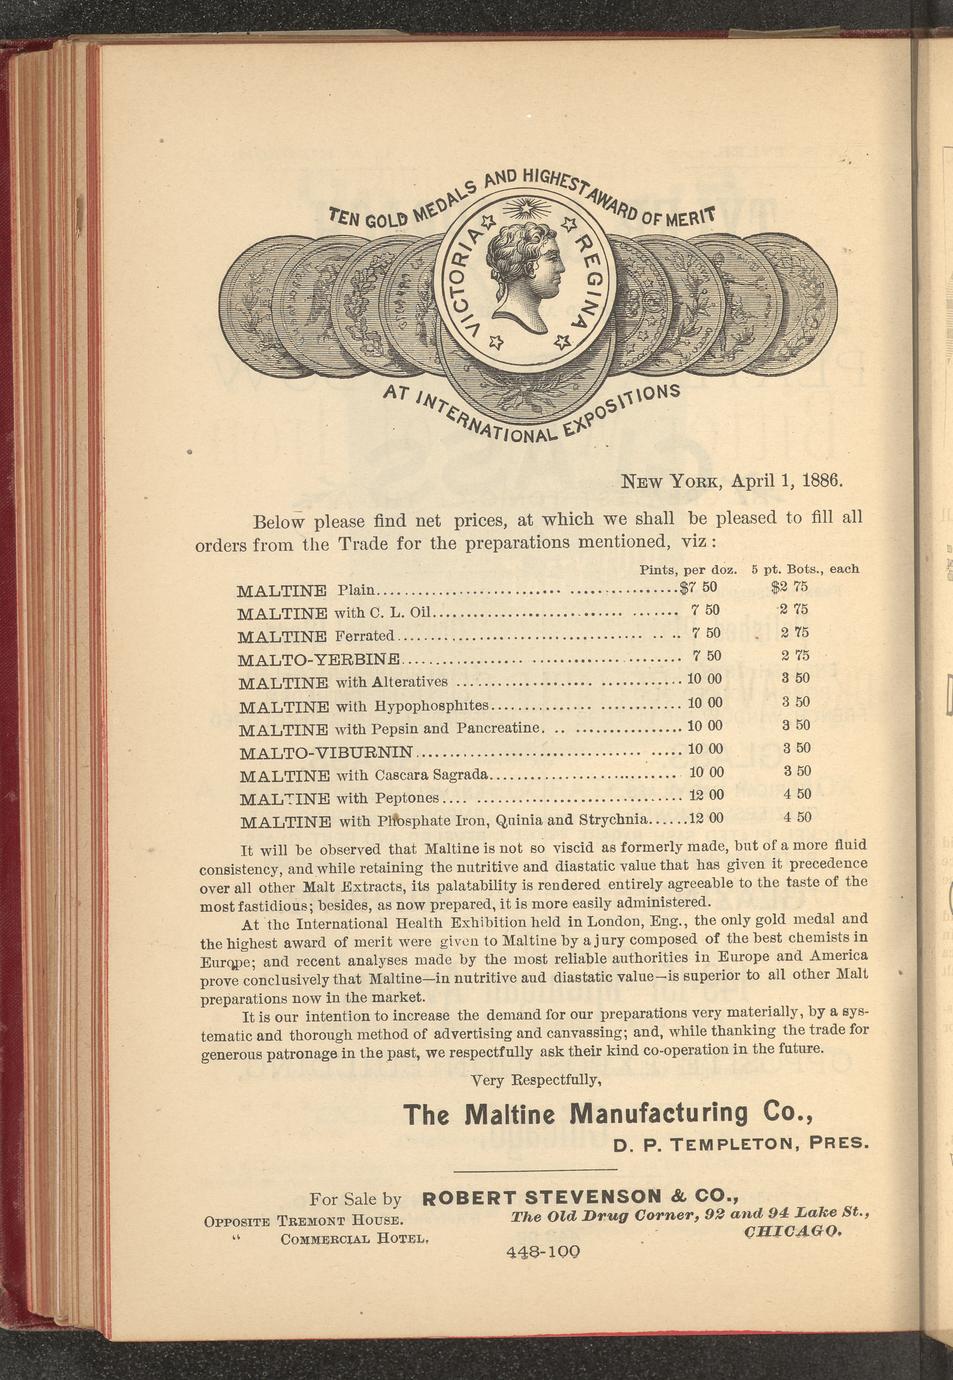 TEN GOLD MEDALS AND HIGHEST AWARD OF MERIT
VICTORIA REGINA
AT INTERNATIONAL EXPOSITIONS
NEW YORK, April 1, 1886.
Below please find net prices, at which we shall be pleased to fill all
orders from the Trade for the preparations mentioned, viz :
Pints, per doz. 5 pt. Bots., each
MALTINE Plain................................................$7 50 $2 75
MALTINE with C. L. Oil........................................ 7 50 2 75
MALTINE Ferrated............................................. 7 50 2 75
MALTO-YERBINE............................................... 7 50 2 75
MALTINE with Alteratives ....................................10 00 3 50
MALTINE with Hypophosphites..............................10 00 3 50
MALTINE with Pepsin and Pancreatine. .. ................10 00 3 50
MALTO-VIBURNIN............................................10 00 3 50
MALTINE with Cascara Sagrada.............................. 10 00 3 50
MALTINE with Peptones.... .................................. 12 00 4 50
MALTINE with Phosphate Iron, Quinia and Strychnia......12 00 4 50
It will be observed that Maltine is not so viscid as formerly made, but of a more fluid
consistency, and while retaining the nutritive and diastatic value that has given it precedence
over all other Malt Extracts, its palatability is rendered entirely agreeable to the taste of the
most fastidious; besides, as now prepared, it is more easily administered.
At the International Health Exhibition held in London, Eng., the only gold medal and
the highest award of merit were given to Maltine by a jury composed of the best chemists in
Europe; and recent analyses made by the most reliable authorities in Europe and America
prove conclusively that Maltine—in nutritive and diastatic value—is superior to all other Malt
preparations now in the market.
It is our intention to increase the demand for our preparations very materially, by a sys-
tematic and thorough method of advertising and canvassing; and, while thanking the trade for
generous patronage in the past, we respectfully ask their kind co-operation in the future.
Very Respectfully,
The Maltine Manufacturing Co.,
D. P. TEMPLETON, PRES.
For Sale by ROBERT STEVENSON & CO.,
OPPOSITE TREMONT HOUSE. The Old Drug Corner, 92 and 94 Lake St.,
" COMMERCIAL HOTEL. CHICAGO.
448-100